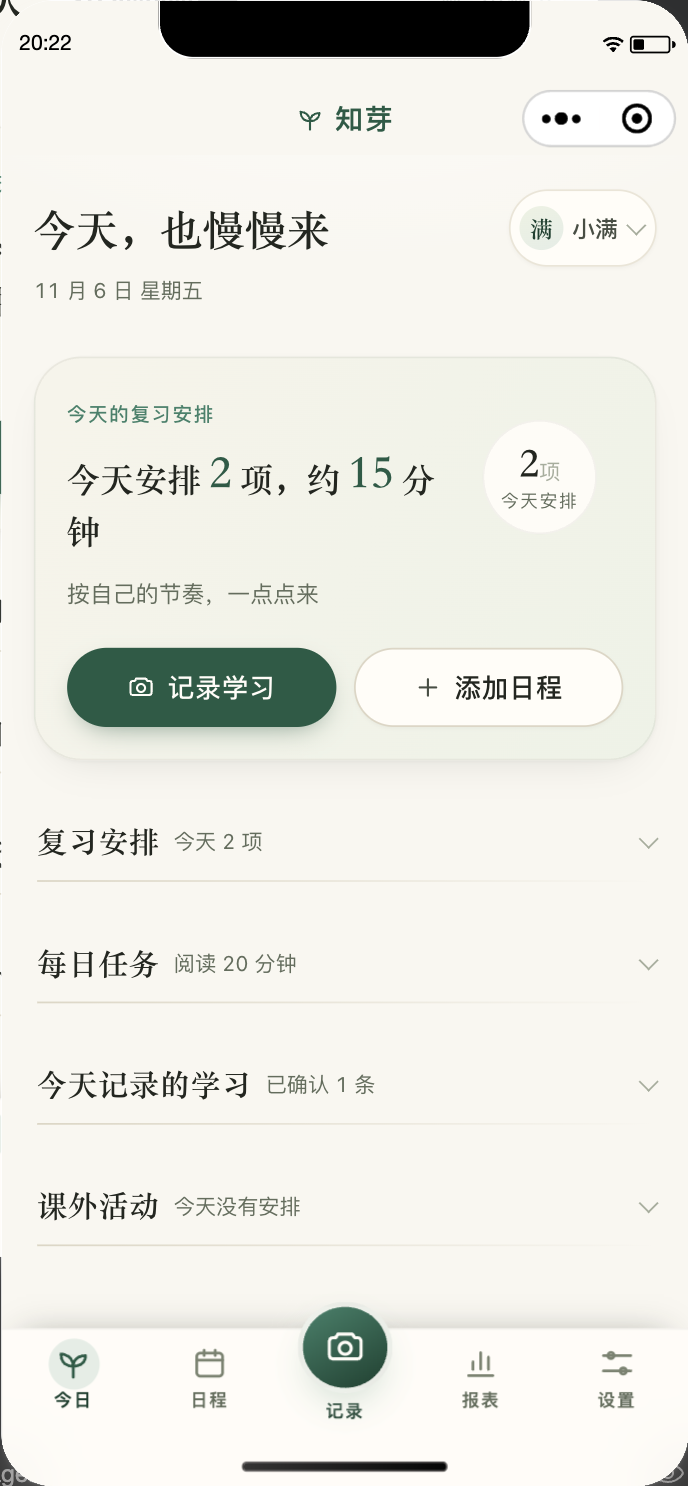 20:22
知芽
今天，也慢慢来
满 小满
11 月 6 日 星期五
今天的复习安排
今天安排 2 项，约 15 分
钟
2项
今天安排
按自己的节奏，一点点来
记录学习
添加日程
复习安排 今天 2 项
每日任务 阅读 20 分钟
今天记录的学习 已确认 1 条
课外活动 今天没有安排
今日
日程
记录
报表
设置